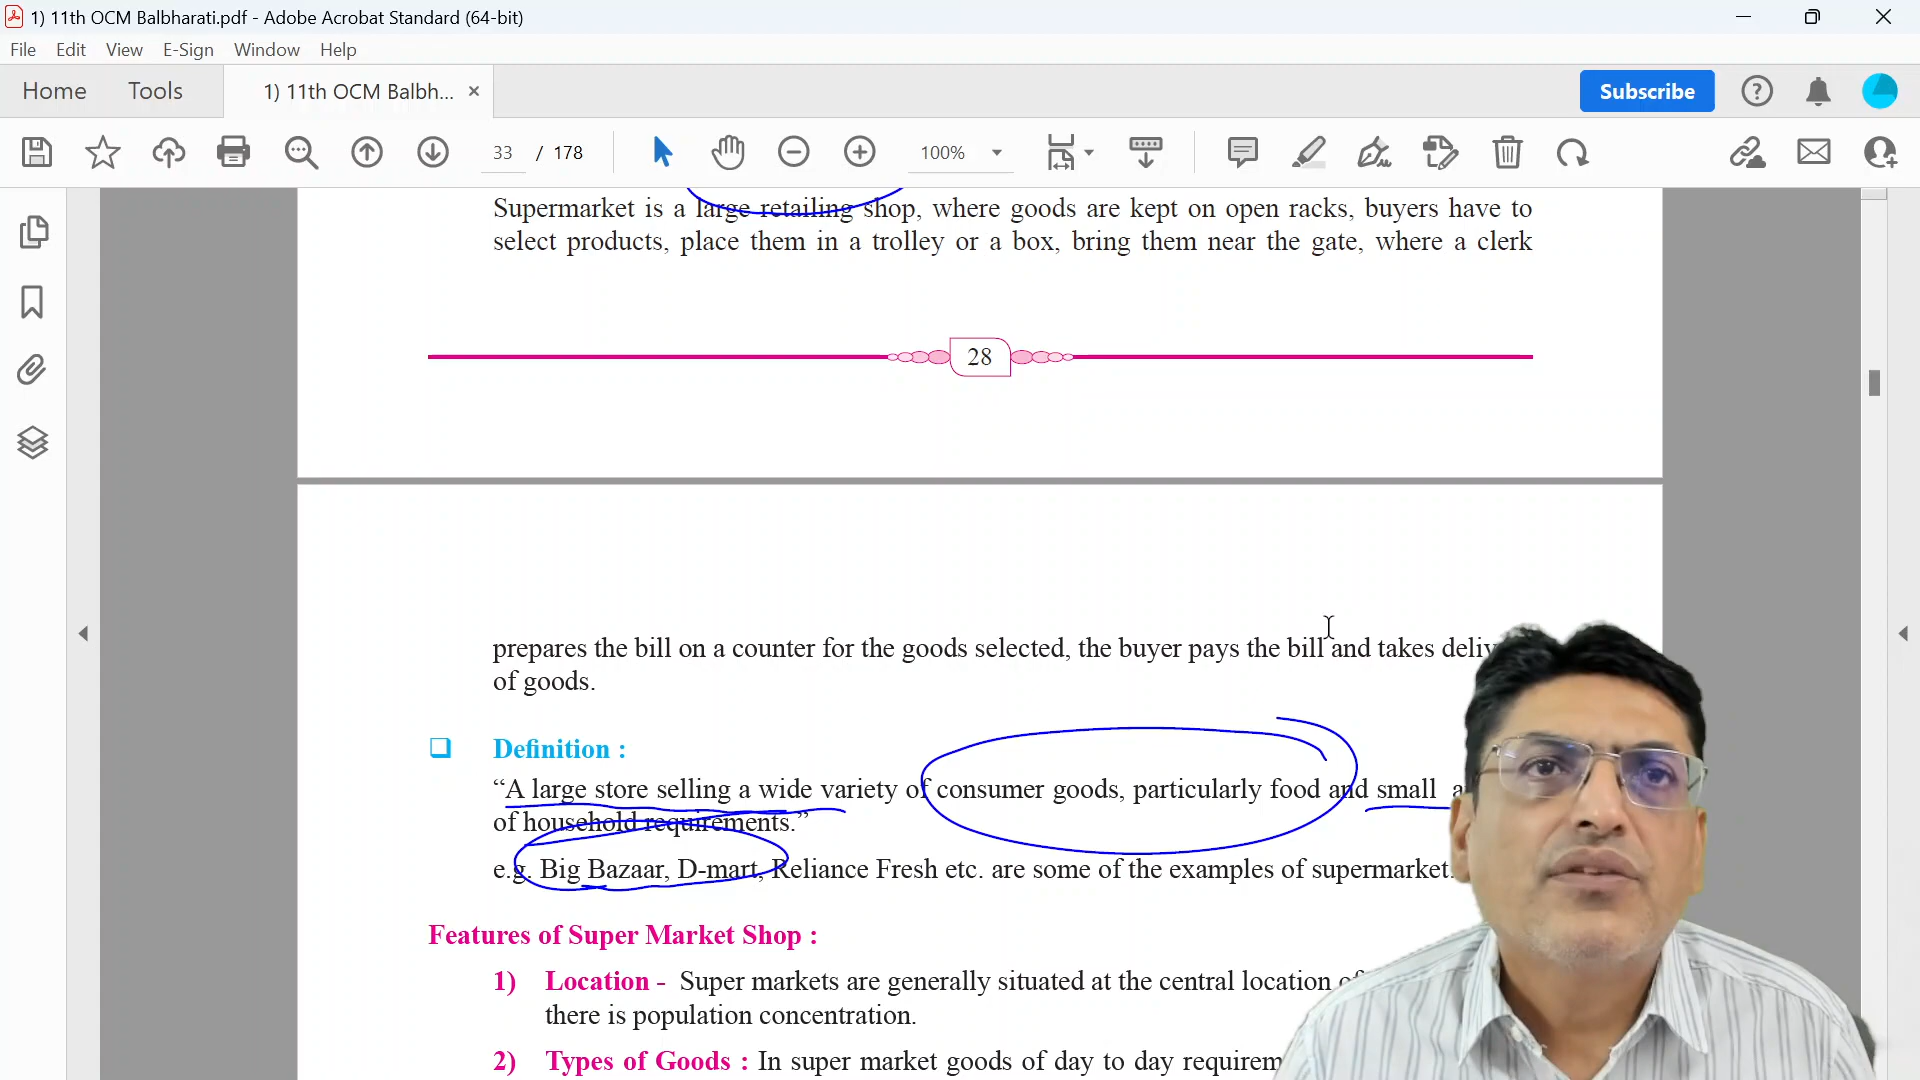 1) 11th OCM Balbharati.pdf - Adobe Acrobat Standard (64-bit)
File Edit View E-Sign Window Help
Home Tools 1) 11th OCM Balbh... Subscribe
33 / 178 100%
Supermarket is a large retailing shop, where goods are kept on open racks, buyers have to
select products, place them in a trolley or a box, bring them near the gate, where a clerk
28
prepares the bill on a counter for the goods selected, the buyer pays the bill and takes
of goods.
Definition :
“A large store selling a wide variety of consumer goods, particularly food and small
of household requirements.”
e.g. Big Bazaar, D-mart, Reliance Fresh etc. are some of the examples of supermarket.
Features of Super Market Shop :
1) Location - Super markets are generally situated at the central location
there is population concentration.
2) Types of Goods : In super market goods of day to day